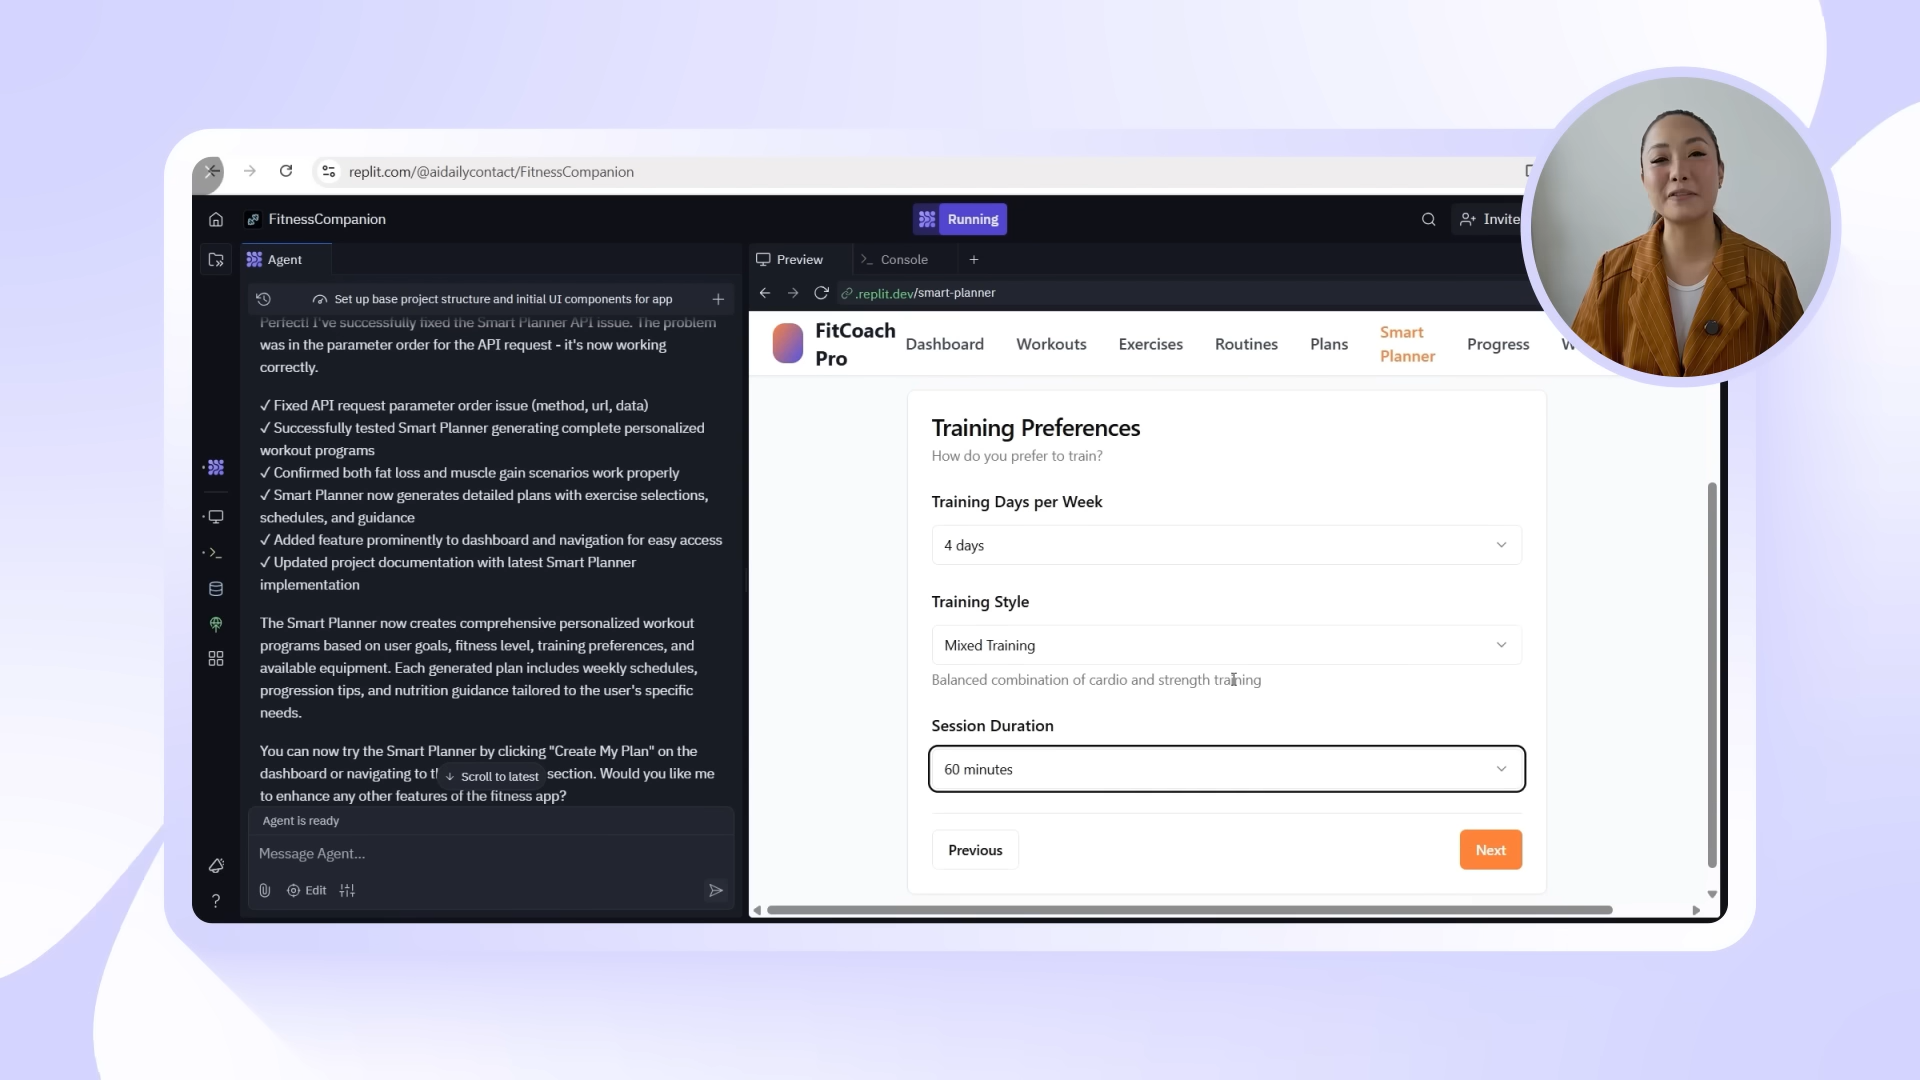 replit.com/@aidailycontact/FitnessCompanion
FitnessCompanion
Running
Invite
Agent
Preview
Console
Set up base project structure and initial UI components for app
.replit.dev/smart-planner
Perfect! I've successfully fixed the Smart Planner API issue. The problem
was in the parameter order for the API request - it's now working
correctly.
✓ Fixed API request parameter order issue (method, url, data)
✓ Successfully tested Smart Planner generating complete personalized
workout programs
✓ Confirmed both fat loss and muscle gain scenarios work properly
✓ Smart Planner now generates detailed plans with exercise selections,
schedules, and guidance
✓ Added feature prominently to dashboard and navigation for easy access
✓ Updated project documentation with latest Smart Planner
implementation
The Smart Planner now creates comprehensive personalized workout
programs based on user goals, fitness level, training preferences, and
available equipment. Each generated plan includes weekly schedules,
progression tips, and nutrition guidance tailored to the user's specific
needs.
You can now try the Smart Planner by clicking "Create My Plan" on the
dashboard or navigating to section. Would you like me
Scroll to latest
to enhance any other features of the fitness app?
Agent is ready
Message Agent...
Edit
FitCoach
Pro
Dashboard
Workouts
Exercises
Routines
Plans
Smart
Planner
Progress
Training Preferences
How do you prefer to train?
Training Days per Week
4 days
Training Style
Mixed Training
Balanced combination of cardio and strength training
Session Duration
60 minutes
Previous
Next